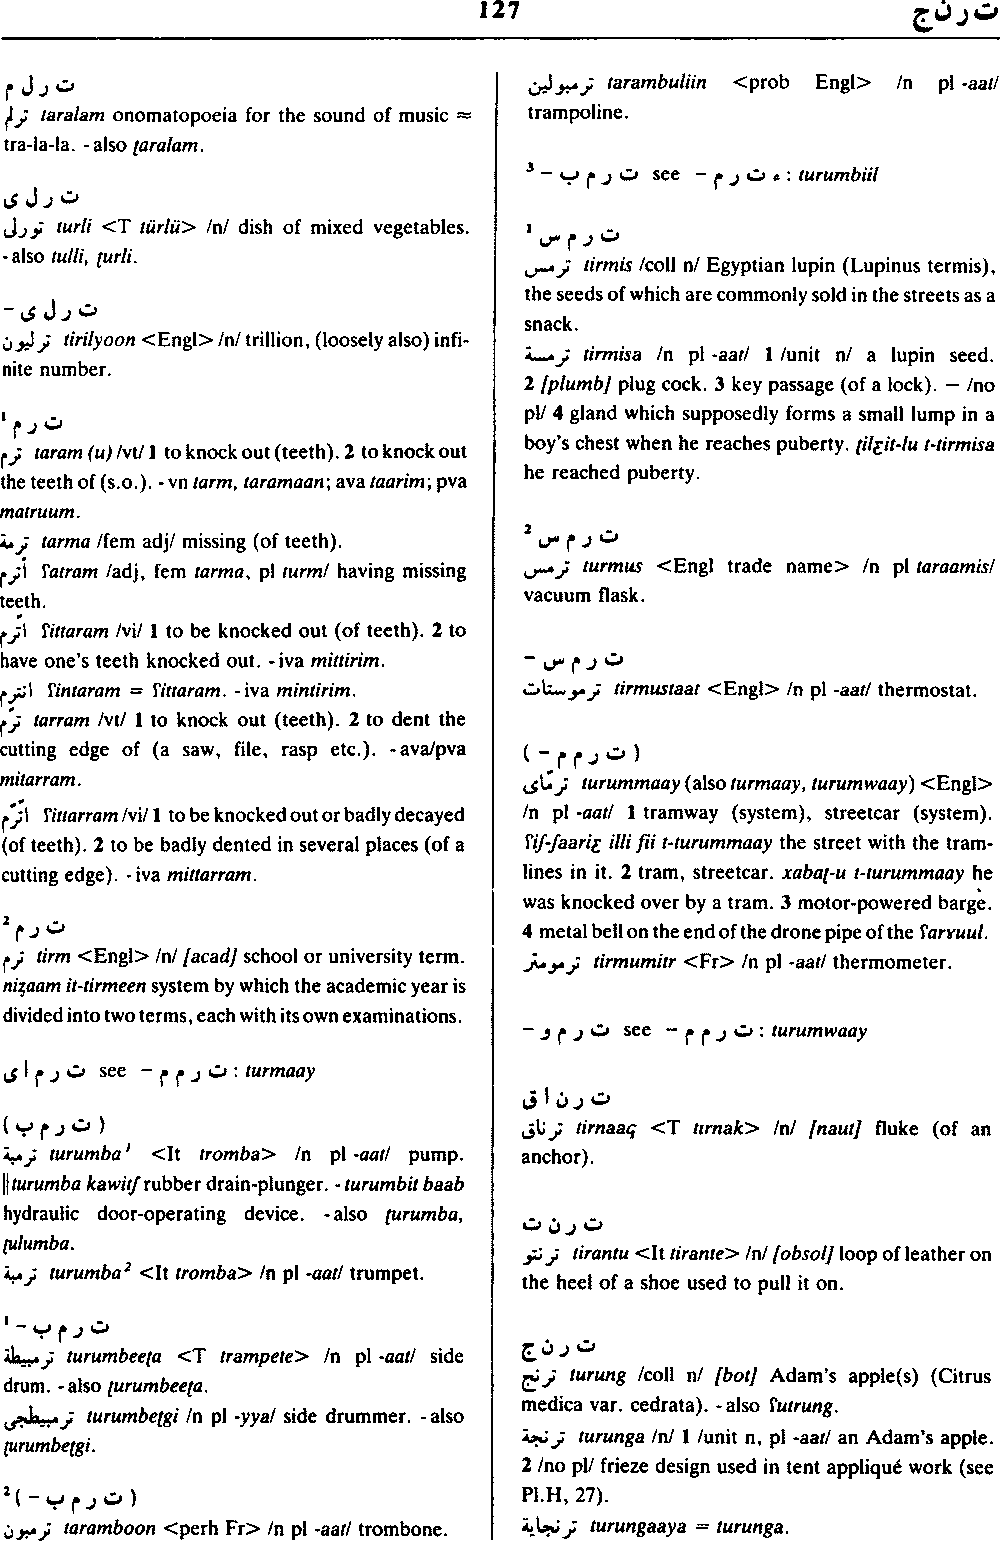 127
ت ر ن ج
ت ر ل م
ترلم taralam onomatopoeia for the sound of music ≈
tra-la-la. - also ṭaralam.
ت ر ل ى
تورلى turli <T türlü> /n/ dish of mixed vegetables.
- also tulli, ṭurli.
ت ر ل ى –
ترليون tirilyoon <Engl> /n/ trillion, (loosely also) infi-
nite number.
ت ر م ¹
ترم taram (u) /vt/ 1 to knock out (teeth). 2 to knock out
the teeth of (s.o.). - vn tarm, taramaan; ava taarim; pva
matruum.
ترمة tarma /fem adj/ missing (of teeth).
أترم ʕatram /adj, fem tarma, pl turm/ having missing
teeth.
اترم ʕittaram /vi/ 1 to be knocked out (of teeth). 2 to
have one's teeth knocked out. - iva mittirim.
انترم ʕintaram = ʕittaram. - iva mintirim.
ترّم tarram /vt/ 1 to knock out (teeth). 2 to dent the
cutting edge of (a saw, file, rasp etc.). - ava/pva
mitarram.
اترّم ʕittarram /vi/ 1 to be knocked out or badly decayed
(of teeth). 2 to be badly dented in several places (of a
cutting edge). - iva mittarram.
ت ر م ²
ترم tirm <Engl> /n/ [acad] school or university term.
niẓaam it-tirmeen system by which the academic year is
divided into two terms, each with its own examinations.
ت ر م ا ى see ت ر م م – : turmaay
(ت ر م ب)
ترمبة turumba¹ <It tromba> /n pl -aat/ pump.
‖turumba kawitʃ rubber drain-plunger. - turumbit baab
hydraulic door-operating device. - also ṭurumba,
ṭulumba.
ترمبة turumba² <It tromba> /n pl -aat/ trumpet.
ت ر م ب – ¹
ترمبيطة turumbeeṭa <T trampete> /n pl -aat/ side
drum. - also ṭurumbeeṭa.
ترمبيطجى turumbeṭgi /n pl -yya/ side drummer. - also
ṭurumbeṭgi.
(ت ر م ب –) ²
ترمبون taramboon <perh Fr> /n pl -aat/ trombone.
ترمبولين tarambuliin <prob Engl> /n pl -aat/
trampoline.
ت ر م ب – ³ see ء ت ر م – : turumbiil
ت ر م س ¹
ترمس tirmis /coll n/ Egyptian lupin (Lupinus termis),
the seeds of which are commonly sold in the streets as a
snack.
ترمسة tirmisa /n pl -aat/ 1 /unit n/ a lupin seed.
2 [plumb] plug cock. 3 key passage (of a lock). – /no
pl/ 4 gland which supposedly forms a small lump in a
boy's chest when he reaches puberty. ṭilʕit-lu t-tirmisa
he reached puberty.
ت ر م س ²
ترمس turmus <Engl trade name> /n pl taraamis/
vacuum flask.
ت ر م س –
ترموستات tirmustaat <Engl> /n pl -aat/ thermostat.
(ت ر م م –)
ترمّاى turummaay (also turmaay, turumwaay) <Engl>
/n pl -aat/ 1 tramway (system), streetcar (system).
ʕiʃ-ʃaariʕ illi fii t-turummaay the street with the tram-
lines in it. 2 tram, streetcar. xabaṭ-u t-turummaay he
was knocked over by a tram. 3 motor-powered barge.
4 metal bell on the end of the drone pipe of the ʕarɣuul.
ترمومتر tirmumitr <Fr> /n pl -aat/ thermometer.
ت ر م و – see ت ر م م – : turumwaay
ت ر ن ا ق
ترناق tirnaaq <T tırnak> /n/ [naut] fluke (of an
anchor).
ت ر ن ت
ترنتو tirantu <It tirante> /n/ [obsol] loop of leather on
the heel of a shoe used to pull it on.
ت ر ن ج
ترنج turung /coll n/ [bot] Adam's apple(s) (Citrus
medica var. cedrata). - also ʕutrung.
ترنجة turunga /n/ 1 /unit n, pl -aat/ an Adam's apple.
2 /no pl/ frieze design used in tent appliqué work (see
Pl.H, 27).
ترنجاية turungaaya = turunga.